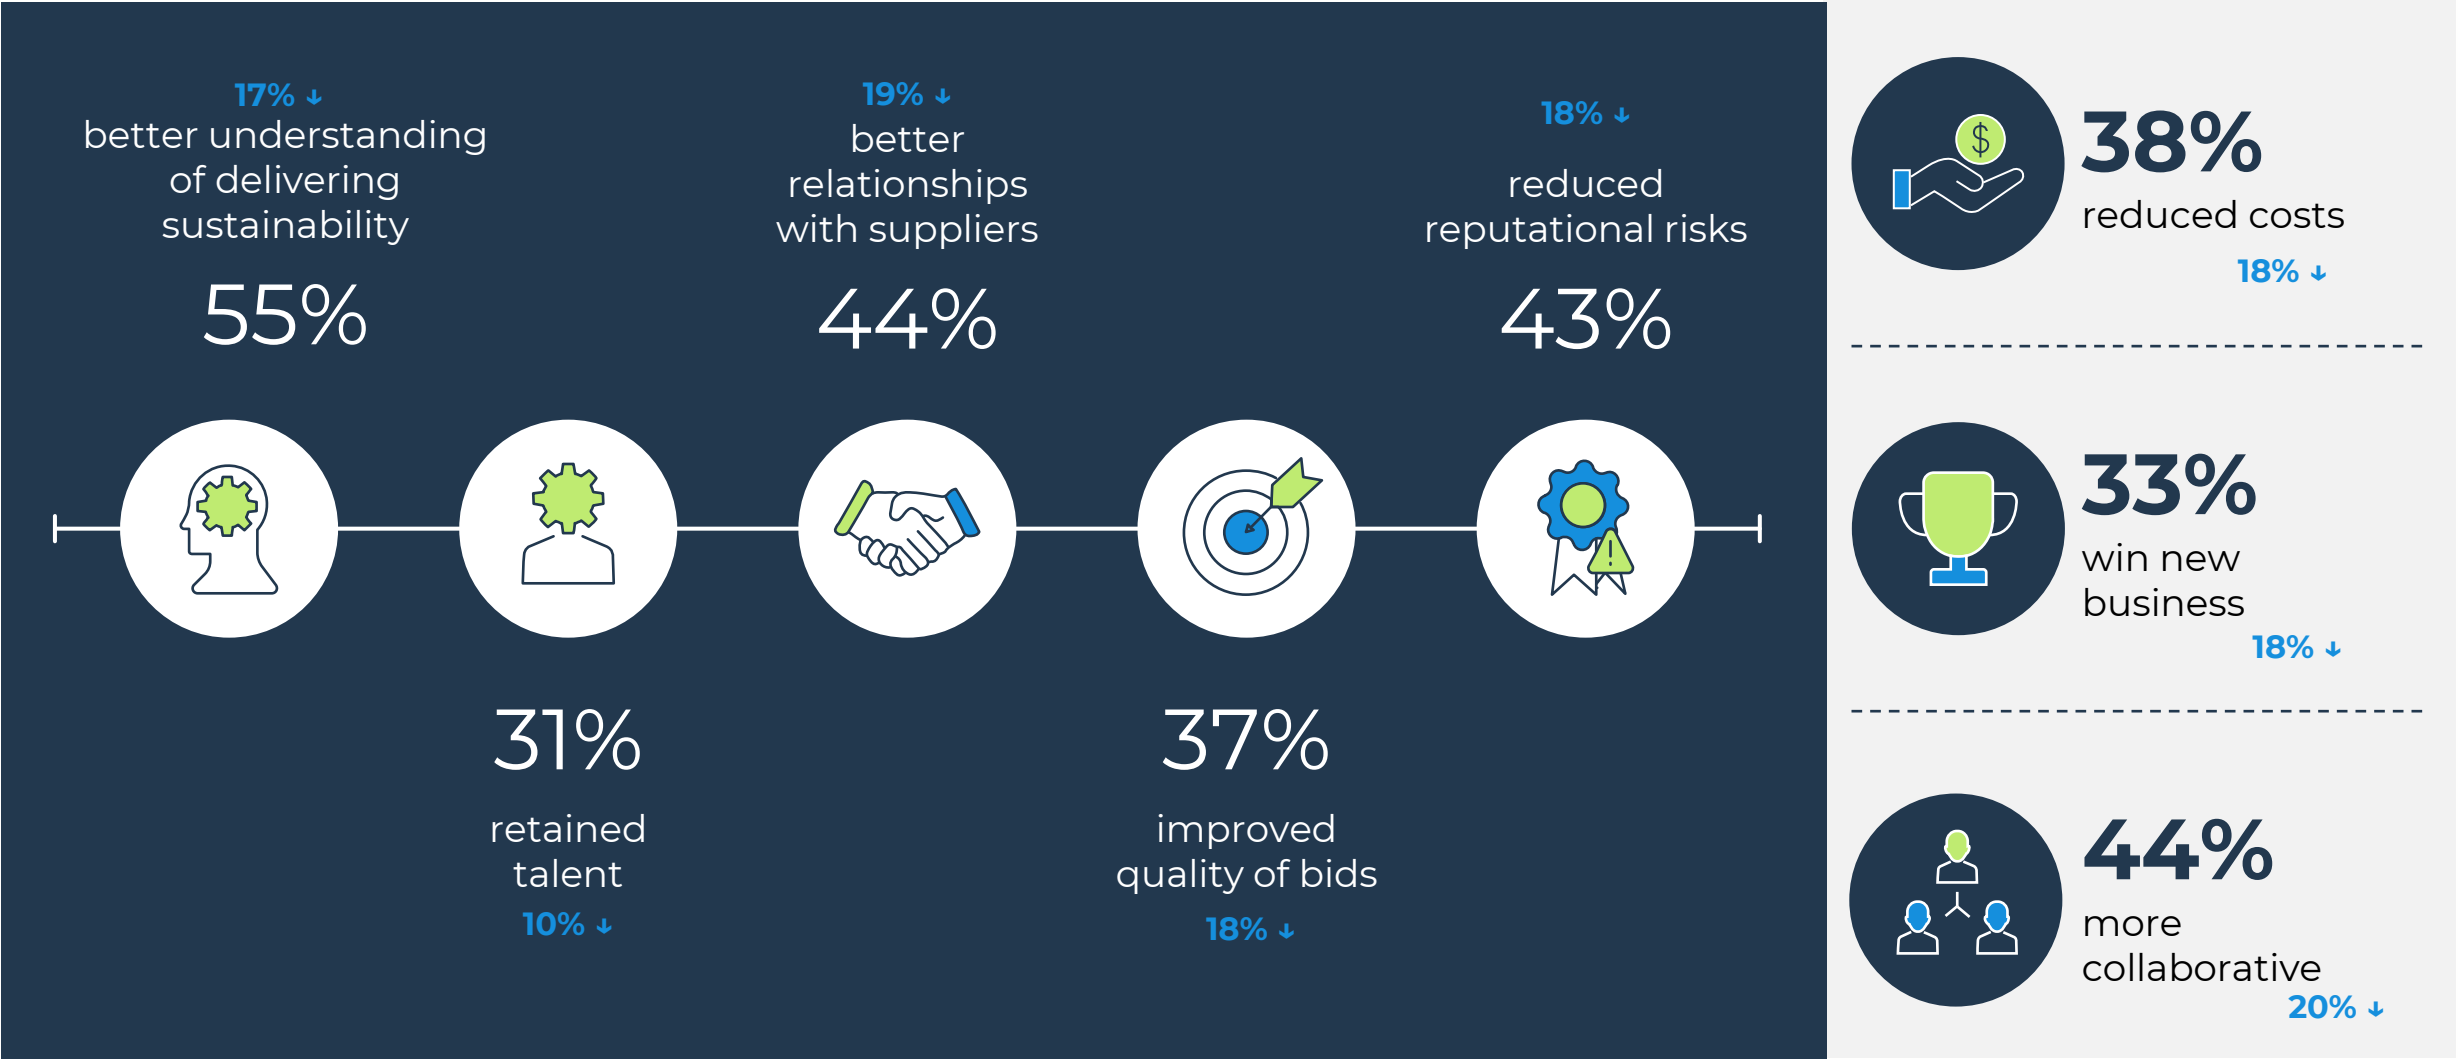 17% ↓
better understanding
of delivering
sustainability
55%
31%
retained
talent
10% ↓
19% ↓
better
relationships
with suppliers
44%
37%
improved
quality of bids
18% ↓
18% ↓
reduced
reputational risks
43%
$
38%
reduced costs
18% ↓
33%
win new
business
18% ↓
44%
more
collaborative
20% ↓